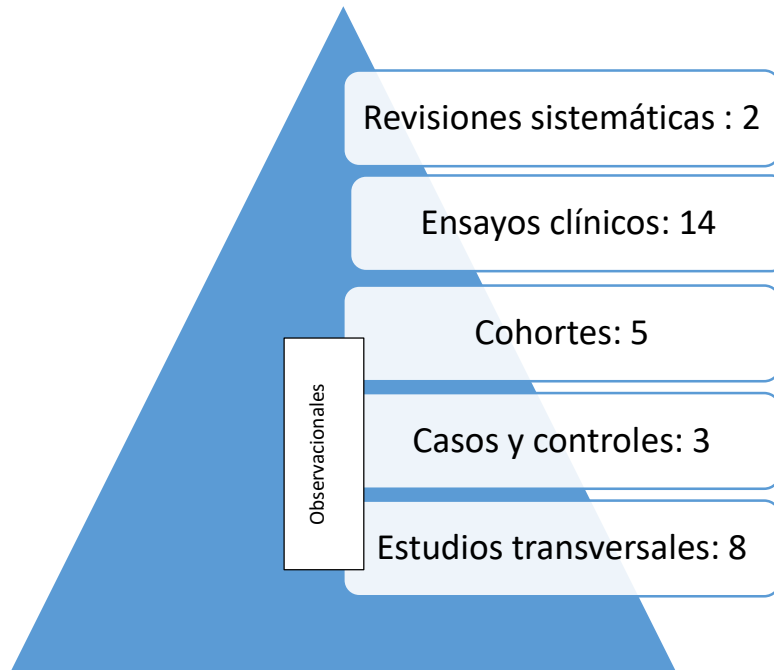 Revisiones sistemáticas : 2
Ensayos clínicos: 14
Cohortes: 5
Observacionales
Casos y controles: 3
Estudios transversales: 8